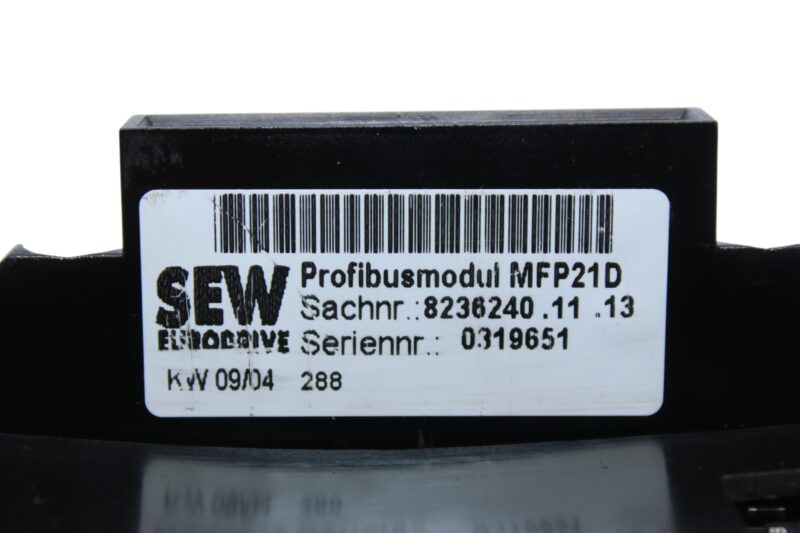 SEW
EURODRIVE
Profibusmodul MFP21D
Sachnr.:8236240 .11 .13
Seriennr.: 0319651
KW 09/04 288